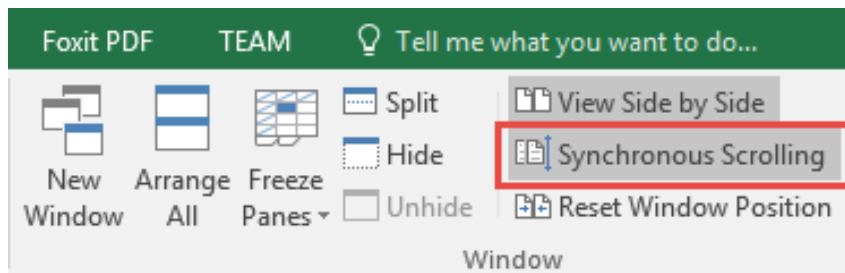 Foxit PDF TEAM Tell me what you want to do...
New Window
Arrange All
Freeze Panes
Split
Hide
Unhide
View Side by Side
Synchronous Scrolling
Reset Window Position
Window